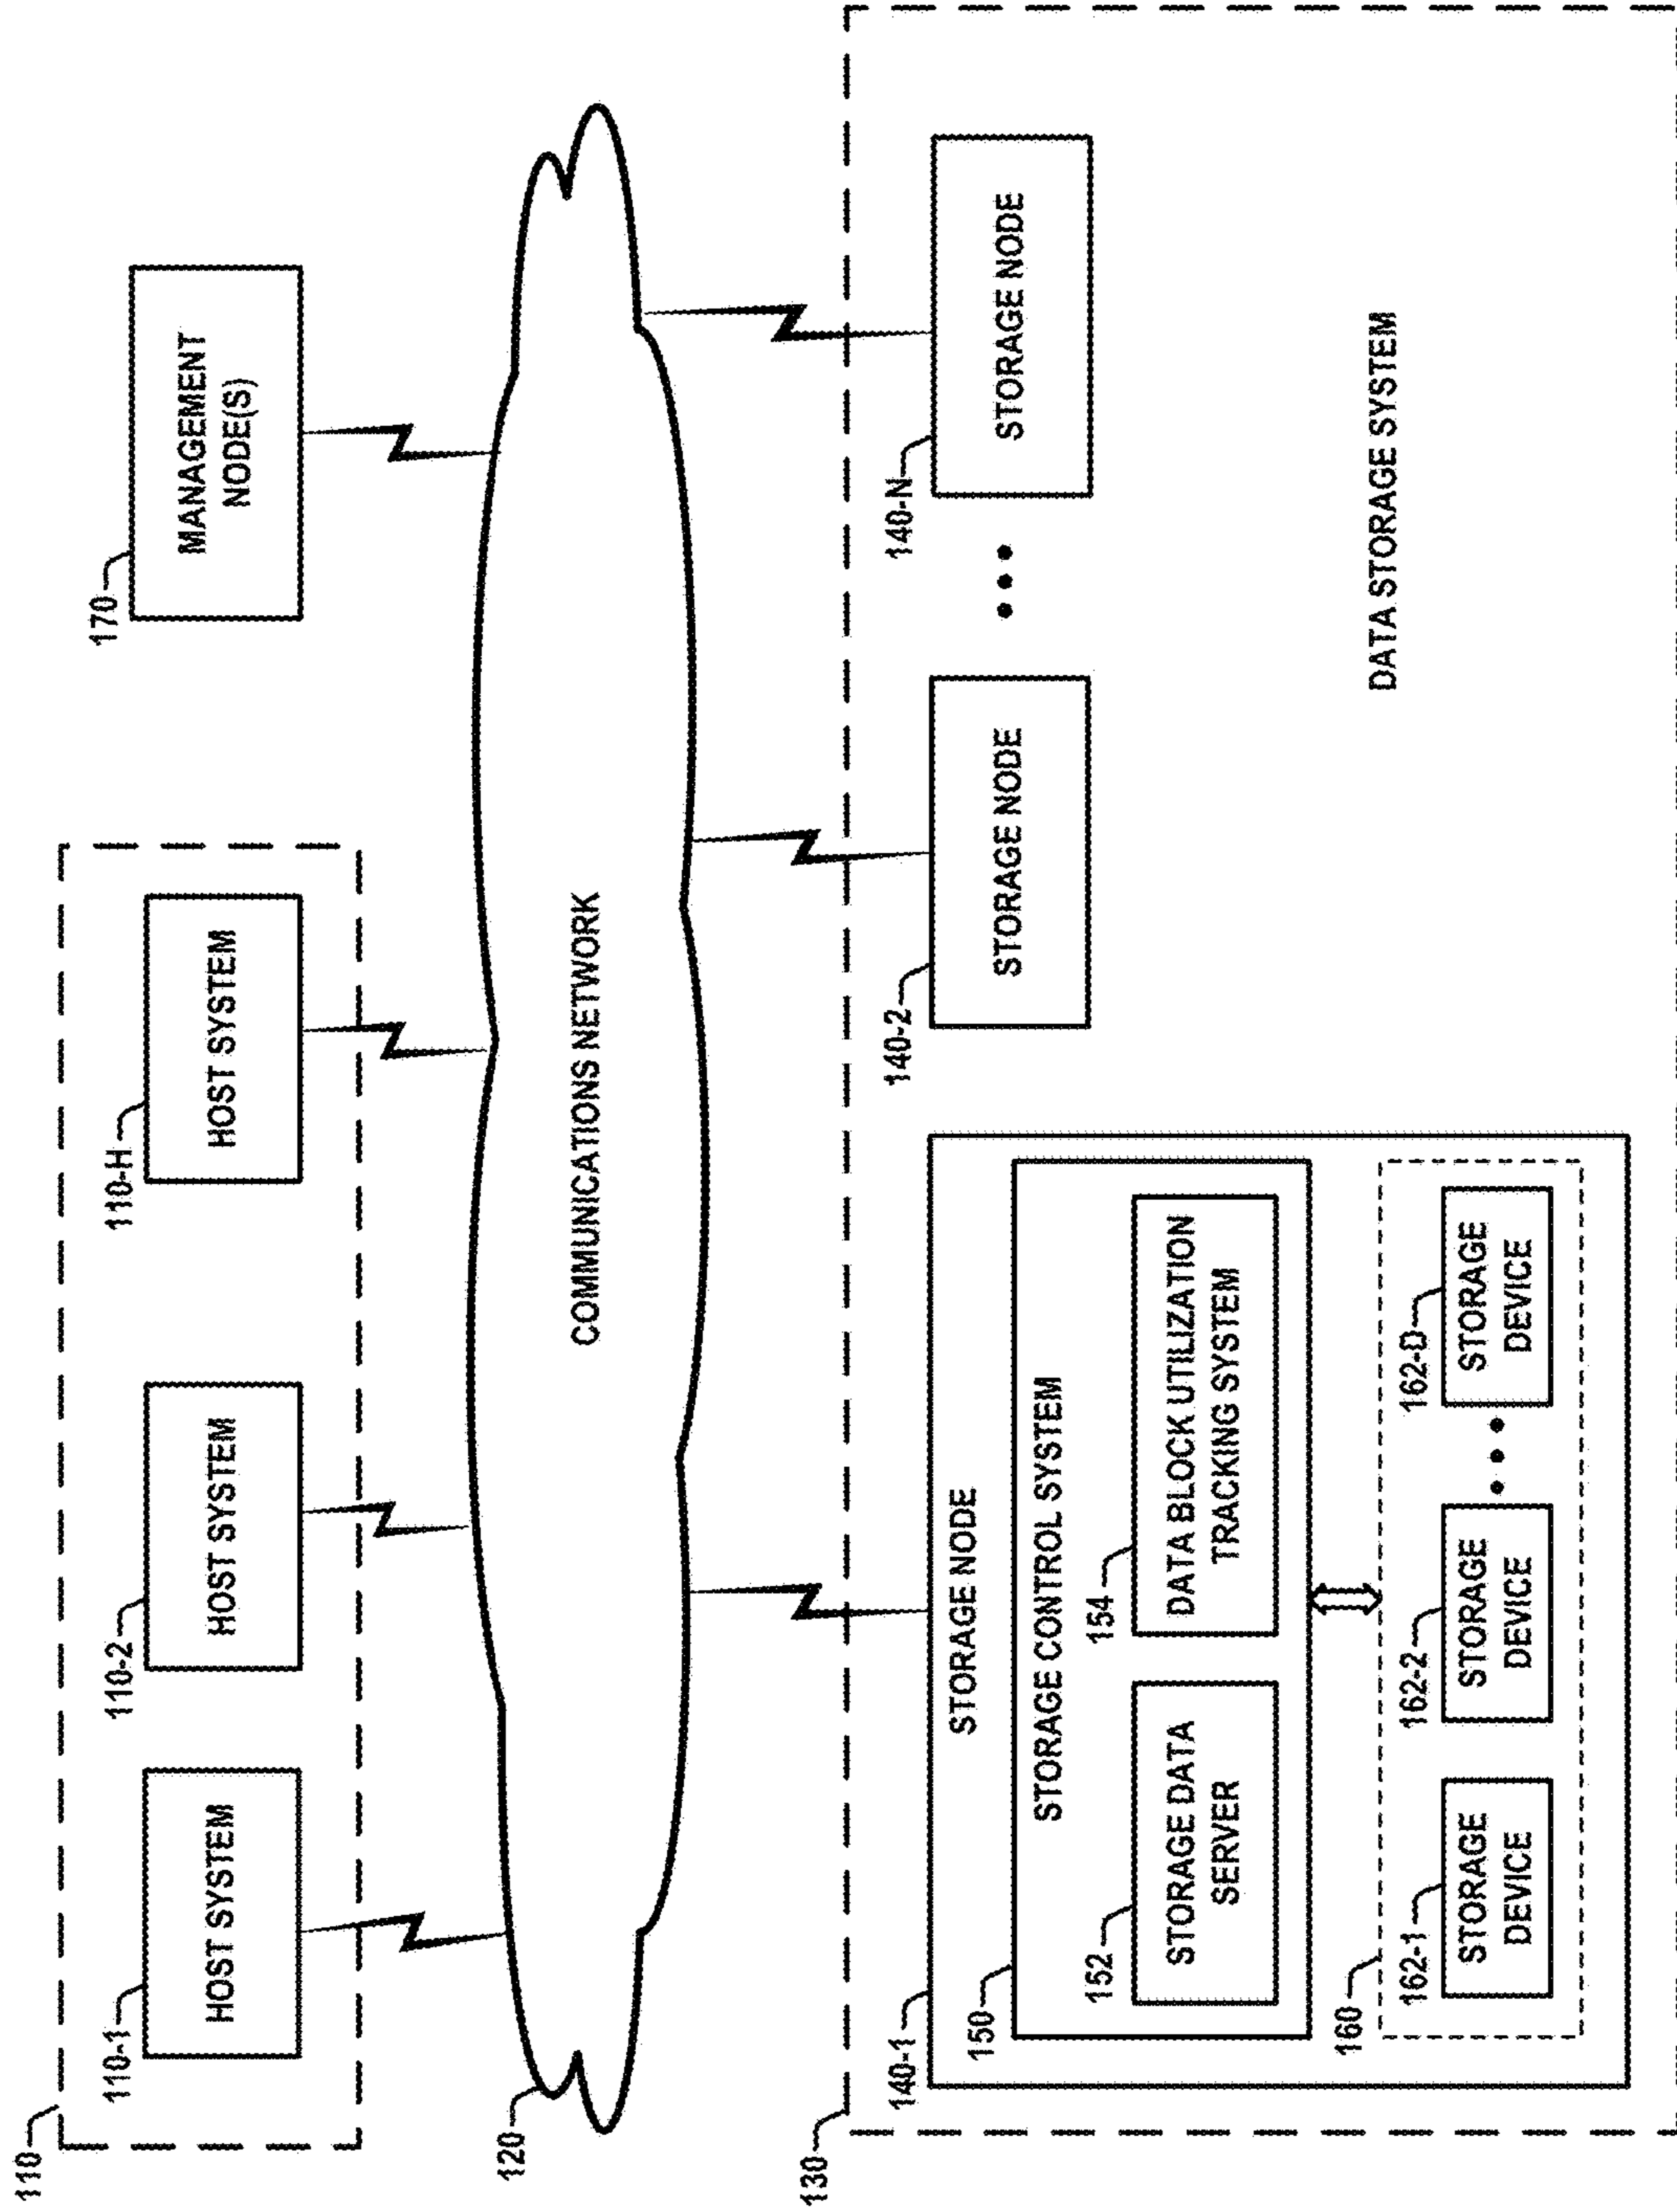 110
110-1
HOST SYSTEM
110-2
HOST SYSTEM
110-H
HOST SYSTEM
170
MANAGEMENT
NODE(S)
120
COMMUNICATIONS NETWORK
130
140-1
STORAGE NODE
150
STORAGE CONTROL SYSTEM
152
STORAGE DATA
SERVER
154
DATA BLOCK UTILIZATION
TRACKING SYSTEM
160
162-1
STORAGE
DEVICE
162-2
STORAGE
DEVICE
162-D
STORAGE
DEVICE
140-2
STORAGE NODE
140-N
STORAGE NODE
DATA STORAGE SYSTEM